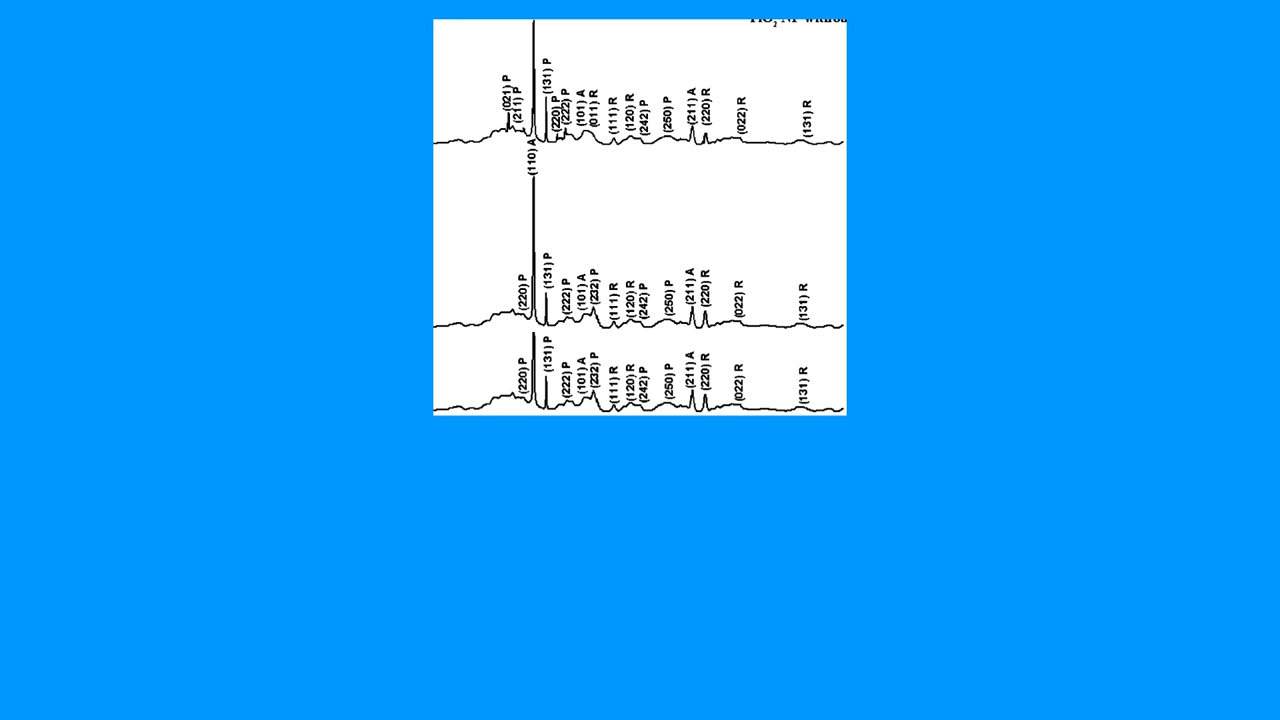 (021) P
(211) P
(131) P
(220) P
(222) P
(101) A
(011) R
(111) R
(120) R
(242) P
(250) P
(211) A
(220) R
(022) R
(131) R
(110) A
(220) P
(131) P
(222) P
(101) A
(232) P
(111) R
(120) R
(242) P
(250) P
(211) A
(220) R
(022) R
(131) R
(220) P
(131) P
(222) P
(101) A
(232) P
(111) R
(120) R
(242) P
(250) P
(211) A
(220) R
(022) R
(131) R